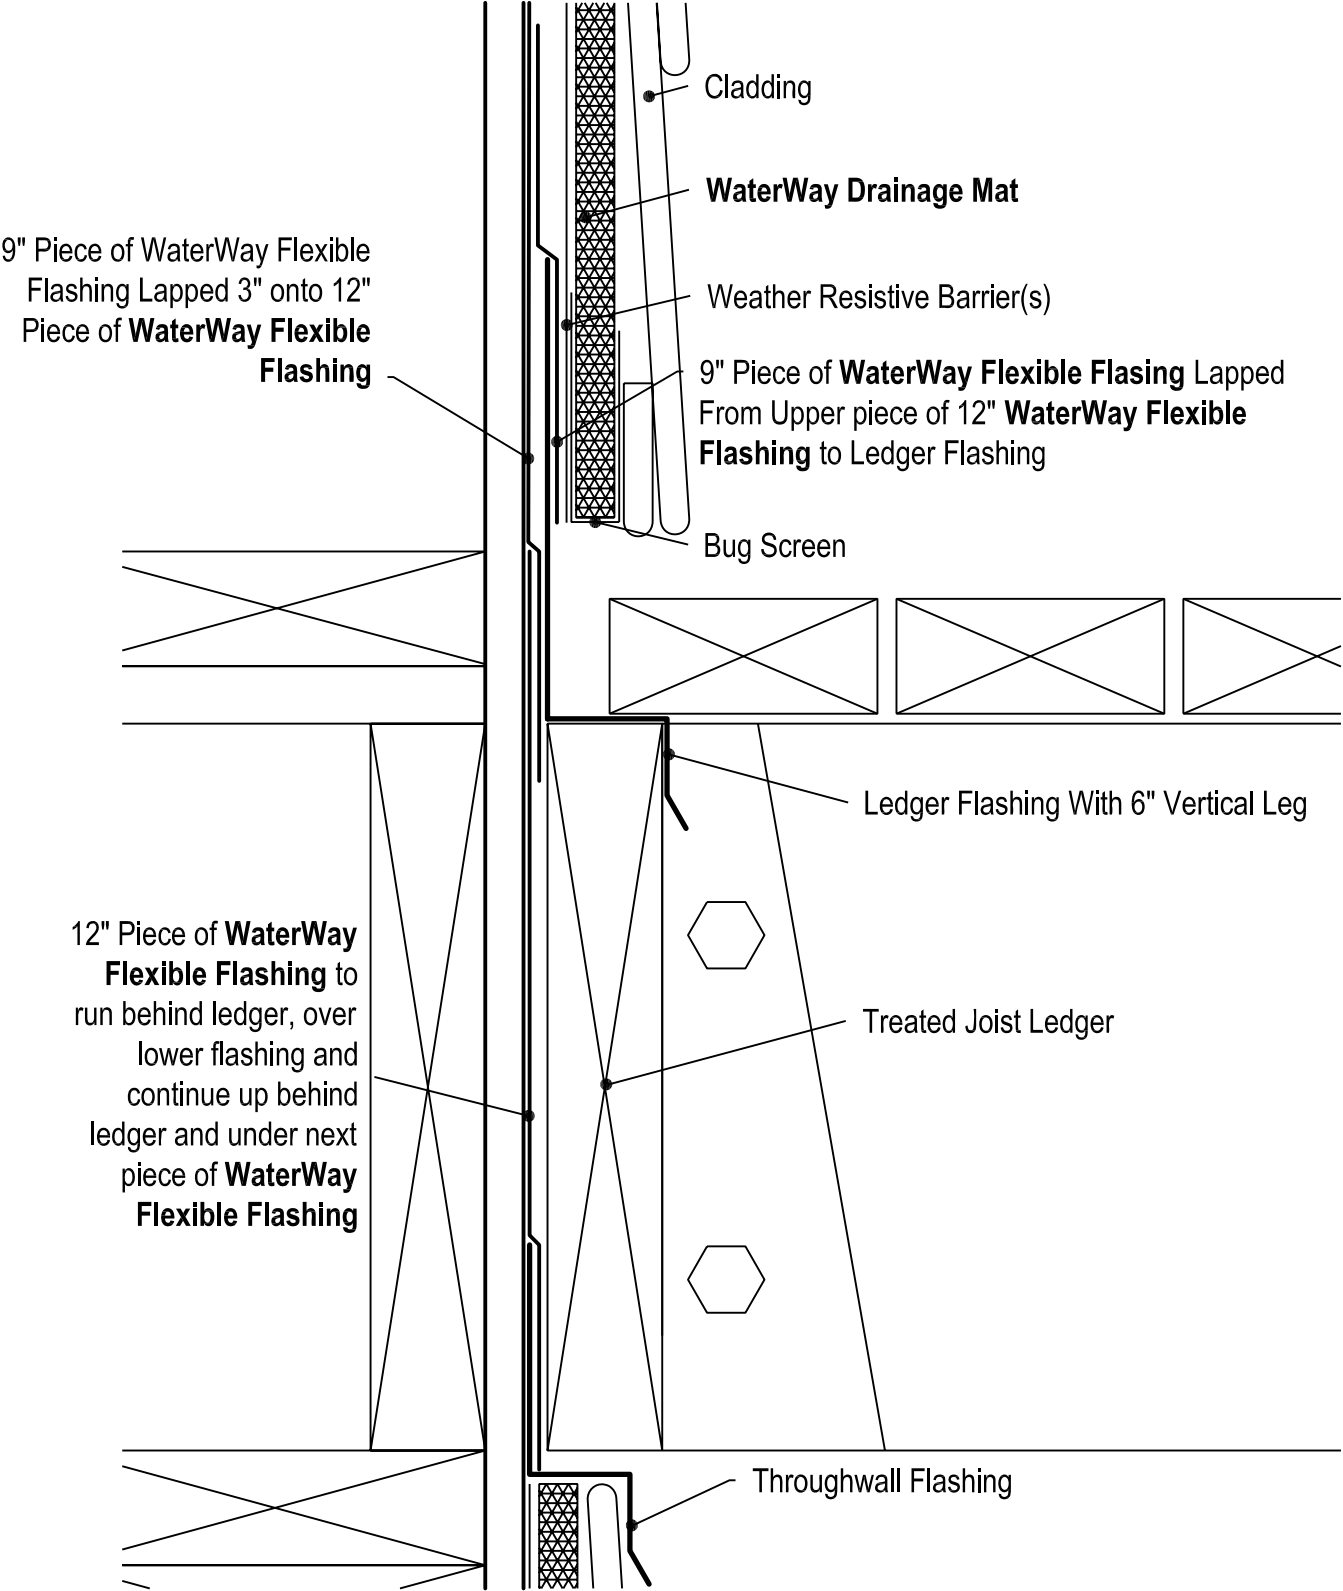 Cladding
WaterWay Drainage Mat
9" Piece of WaterWay Flexible
Flashing Lapped 3" onto 12"
Piece of WaterWay Flexible
Flashing
Weather Resistive Barrier(s)
9" Piece of WaterWay Flexible Flasing Lapped
From Upper piece of 12" WaterWay Flexible
Flashing to Ledger Flashing
Bug Screen
Ledger Flashing With 6" Vertical Leg
12" Piece of WaterWay
Flexible Flashing to
run behind ledger, over
lower flashing and
continue up behind
ledger and under next
piece of WaterWay
Flexible Flashing
Treated Joist Ledger
Throughwall Flashing